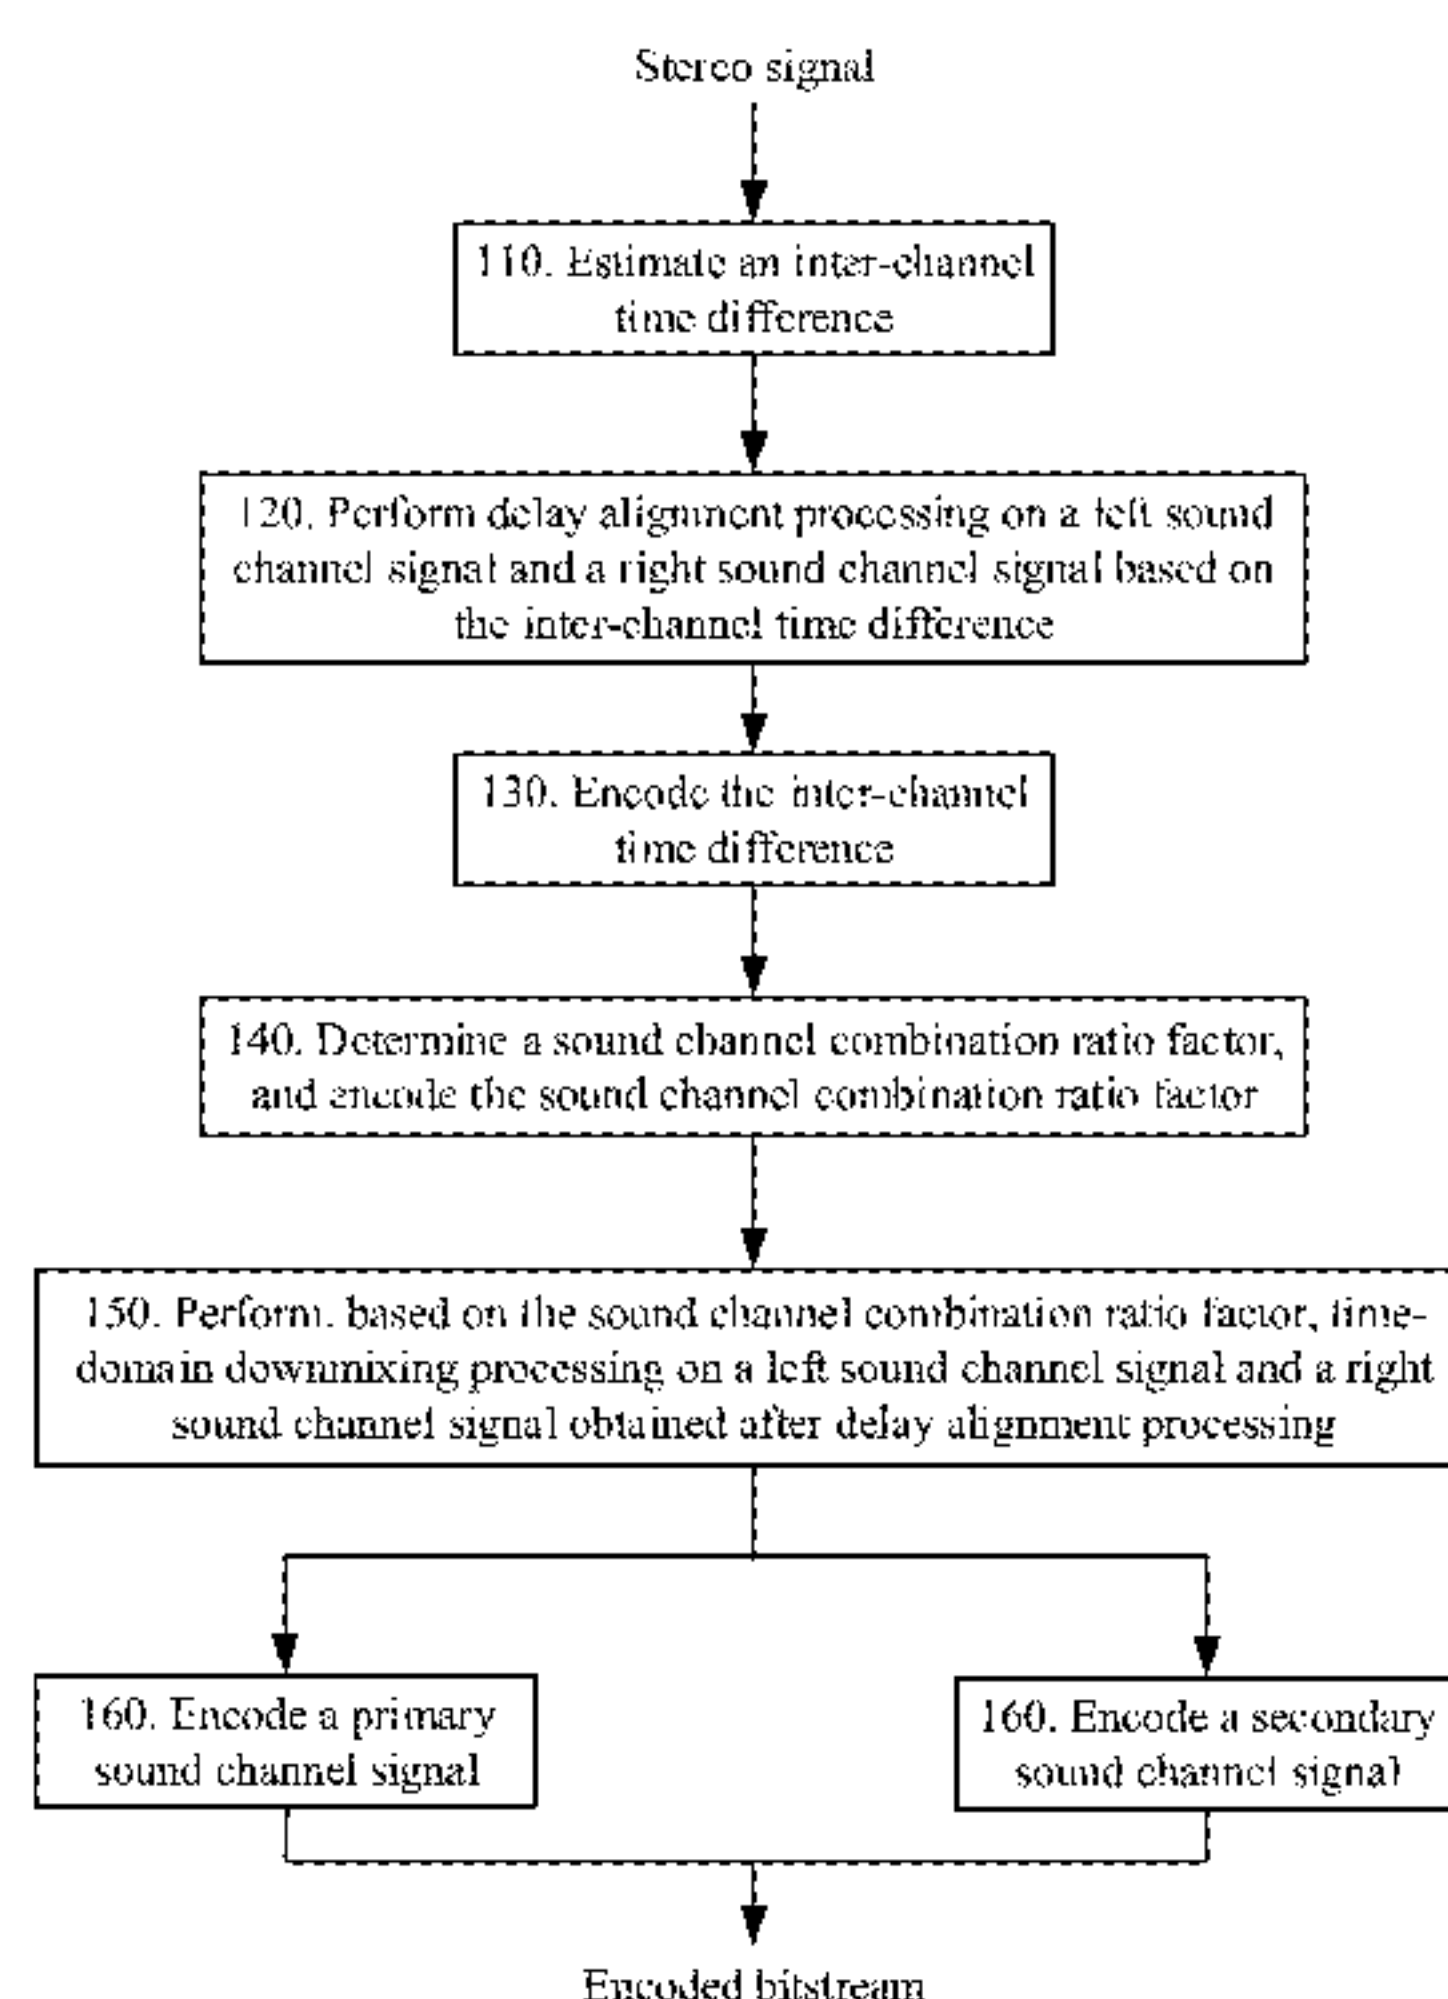 Stereo signal
110. Estimate an inter-channel
time difference
120. Perform delay alignment processing on a left sound
channel signal and a right sound channel signal based on
the inter-channel time difference
130. Encode the inter-channel
time difference
140. Determine a sound channel combination ratio factor,
and encode the sound channel combination ratio factor
150. Perform, based on the sound channel combination ratio factor, time-
domain downmixing processing on a left sound channel signal and a right
sound channel signal obtained after delay alignment processing
160. Encode a primary
sound channel signal
160. Encode a secondary
sound channel signal
Encoded bitstream